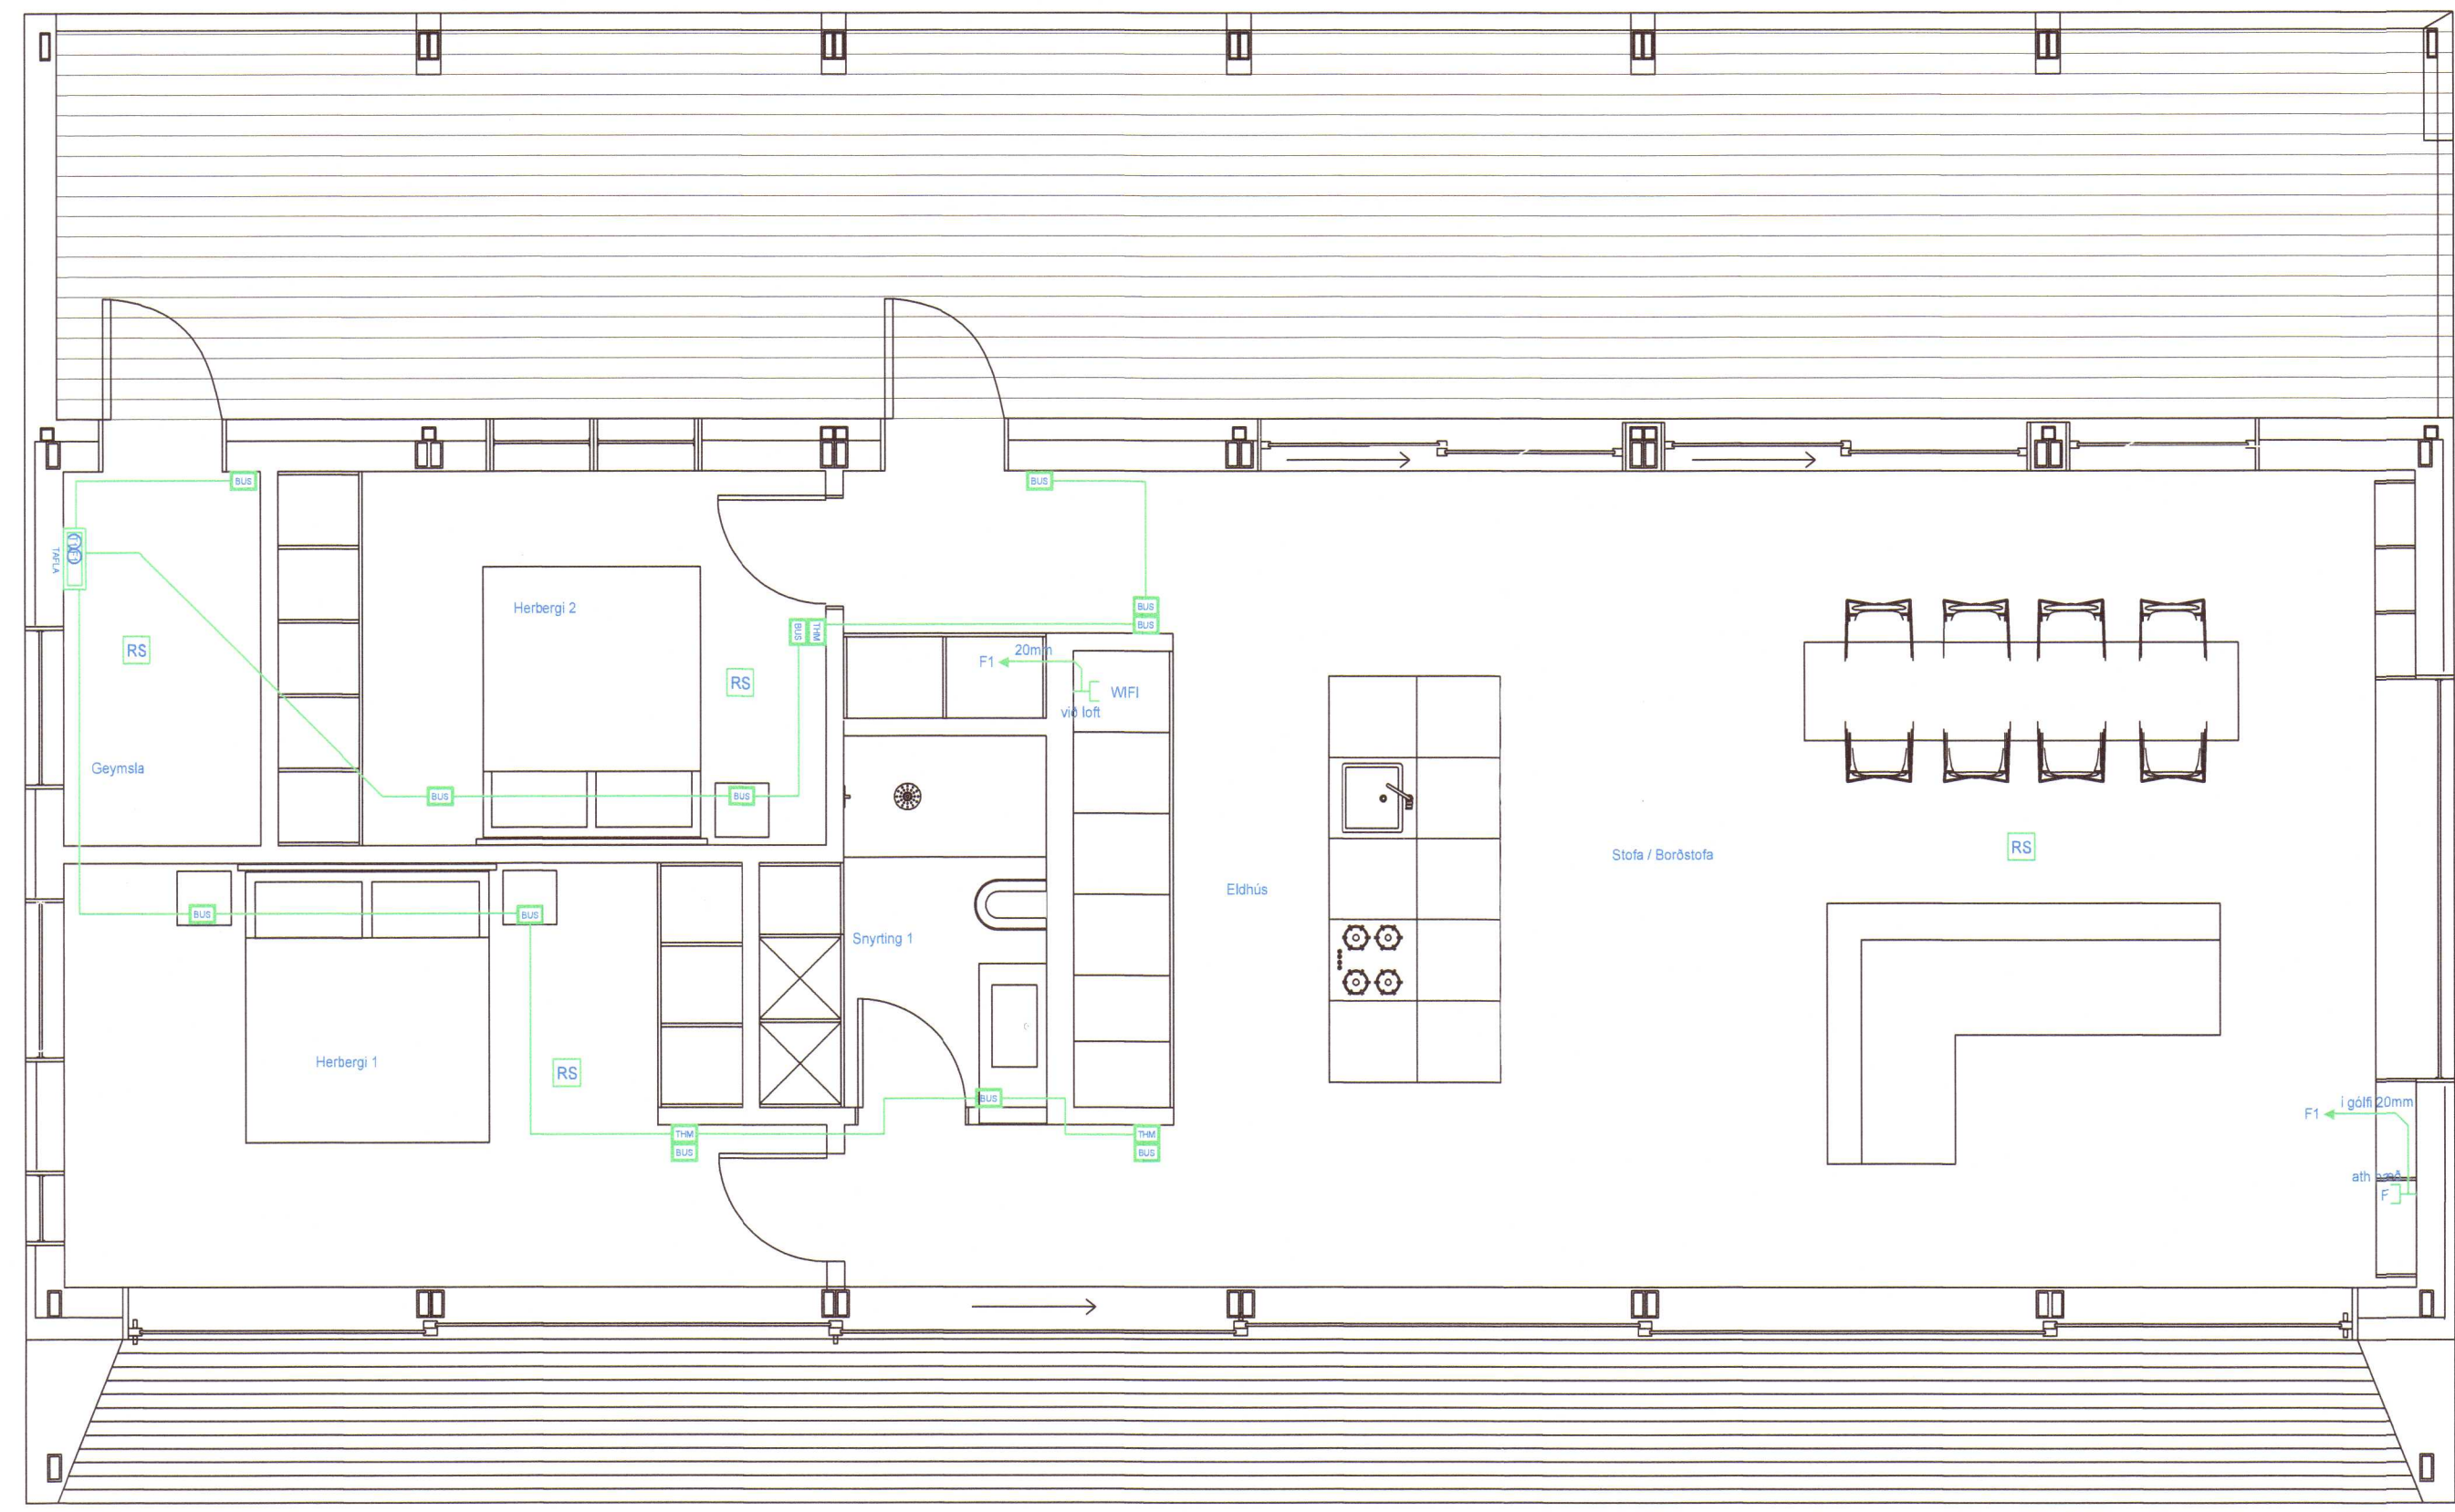 BUS
BUS
TAFLA
BUS
Herbergi 2
BUS
BUS THM
RS
20mm
F1
RS
WIFI
við loft
Geymsla
BUS
BUS
RS
Stofa / Borðstofa
Eldhús
BUS
BUS
Snyrting 1
Herbergi 1
RS
BUS
í gólfi 20mm
F1
THM
THM
BUS
BUS
ath
F